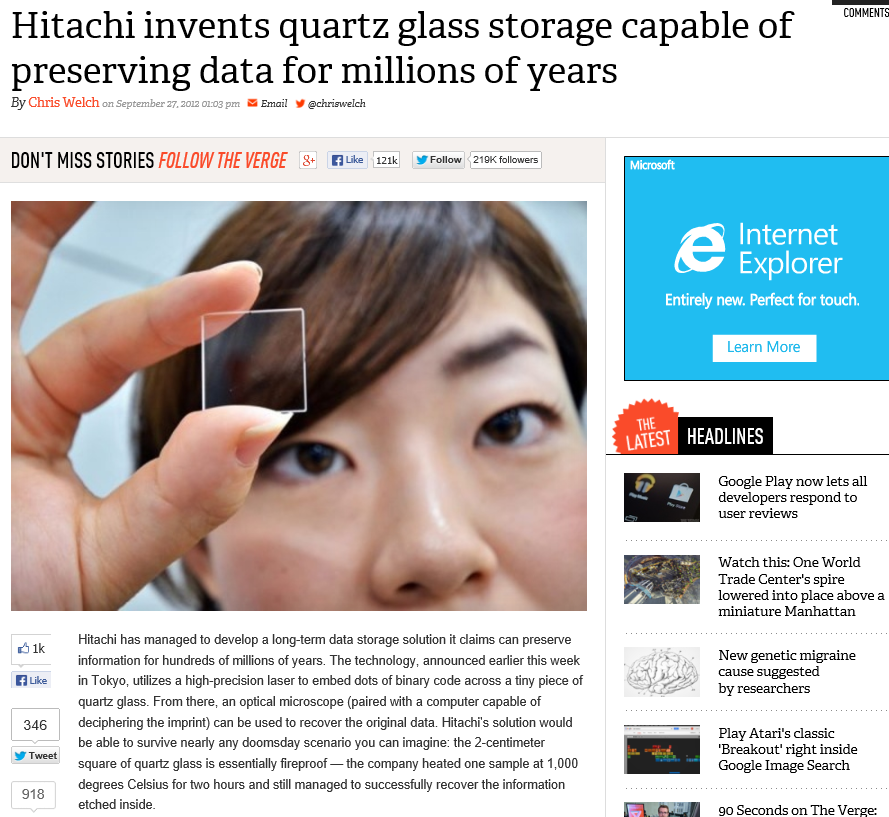 Hitachi invents quartz glass storage capable of
preserving data for millions of years
By Chris Welch on September 27, 2012 01:03 pm Email @chriswelch
COMMENTS
DON'T MISS STORIES FOLLOW THE VERGE
8+ Like 121k Follow 219K followers
Microsoft
Internet
Explorer
Entirely new. Perfect for touch.
Learn More
THE
LATEST
HEADLINES
Google Play now lets all
developers respond to
user reviews
Watch this: One World
Trade Center's spire
lowered into place above a
miniature Manhattan
New genetic migraine
cause suggested
by researchers
Play Atari's classic
'Breakout' right inside
Google Image Search
90 Seconds on The Verge:
1k
Like
346
Tweet
918
Hitachi has managed to develop a long-term data storage solution it claims can preserve
information for hundreds of millions of years. The technology, announced earlier this week
in Tokyo, utilizes a high-precision laser to embed dots of binary code across a tiny piece of
quartz glass. From there, an optical microscope (paired with a computer capable of
deciphering the imprint) can be used to recover the original data. Hitachi's solution would
be able to survive nearly any doomsday scenario you can imagine: the 2-centimeter
square of quartz glass is essentially fireproof — the company heated one sample at 1,000
degrees Celsius for two hours and still managed to successfully recover the information
etched inside.